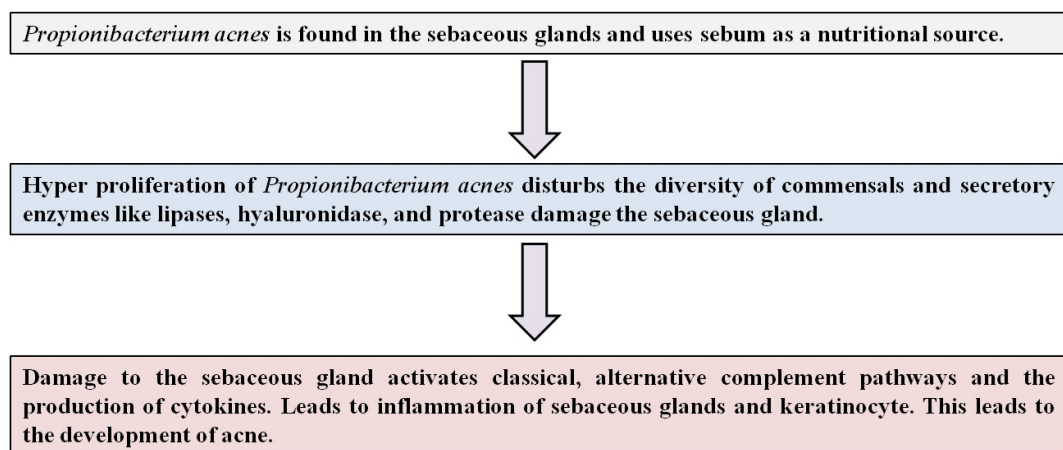 Propionibacterium acnes is found in the sebaceous glands and uses sebum as a nutritional source.
Hyper proliferation of Propionibacterium acnes disturbs the diversity of commensals and secretory
enzymes like lipases, hyaluronidase, and protease damage the sebaceous gland.
Damage to the sebaceous gland activates classical, alternative complement pathways and the
production of cytokines. Leads to inflammation of sebaceous glands and keratinocyte. This leads to
the development of acne.